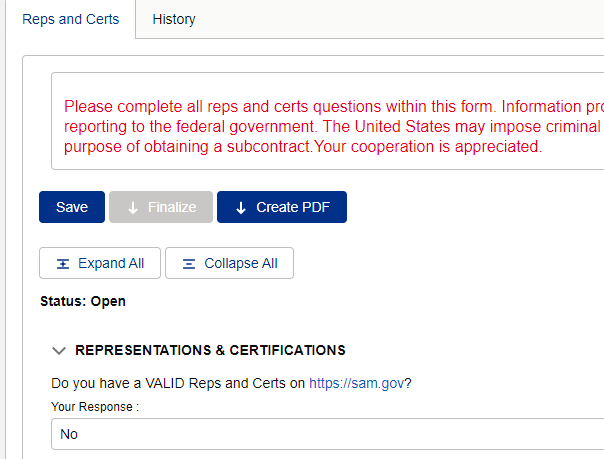 Reps and Certs History
Please complete all reps and certs questions within this form. Information
reporting to the federal government. The United States may impose criminal
purpose of obtaining a subcontract.Your cooperation is appreciated.
Save Finalize Create PDF
Expand All Collapse All
Status: Open
REPRESENTATIONS & CERTIFICATIONS
Do you have a VALID Reps and Certs on https://sam.gov?
Your Response :
No